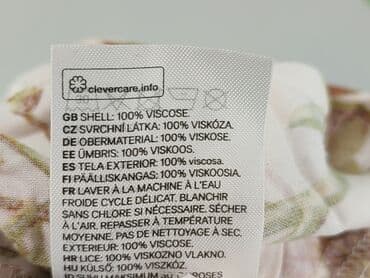 clevercare.info
30
GB SHELL: 100% VISCOSE.
CZ SVRCHNÍ LÁTKA: 100% VISKÓZA.
DE OBERMATERIAL: 100% VISKOSE.
EE ÜMBRIS: 100% VISKOOS.
ES TELA EXTERIOR: 100% viscosa.
FI PÄÄLLISKANGAS: 100% VISKOOSIA
FR LAVER À LA MACHINE À L'EAU
FROIDE CYCLE DÉLICAT. BLANCHIR
SANS CHLORE SI NÉCESSAIRE. SÉCHER
À L'AIR. REPASSER À TEMPÉRATURE
MOYENNE. PAS DE NETTOYAGE À SEC.
EXTERIEUR: 100% VISCOSE
HR LICE: 100% VISKOZNO VLAKNO.
HU KÜLSŐ: 100% VISZKÓZ.